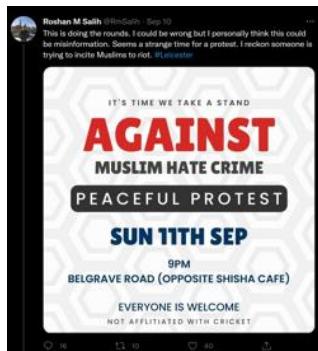 Roshan M Salih @RmSalih · Sep 10
This is doing the rounds. I could be wrong but I personally think this could
be misinformation. Seems a strange time for a protest. I reckon someone is
trying to incite Muslims to riot. #Leicester
IT'S TIME WE TAKE A STAND
AGAINST
MUSLIM HATE CRIME
PEACEFUL PROTEST
SUN 11TH SEP
9PM
BELGRAVE ROAD (OPPOSITE SHISHA CAFE)
EVERYONE IS WELCOME
NOT AFFLITIATED WITH CRICKET
16 10 40